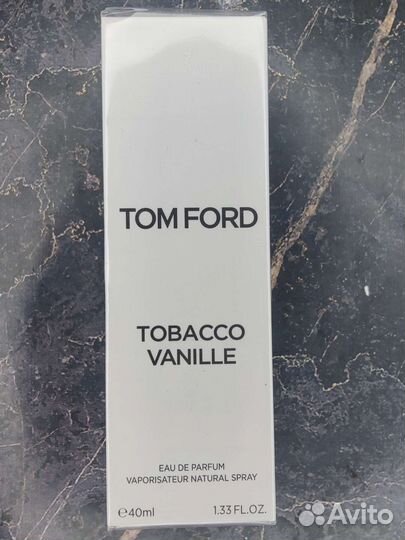 TOM FORD
TOBACCO
VANILLE
EAU DE PARFUM
VAPORISATEUR NATURAL SPRAY
℮40ml 1.33 FL.OZ.
Avito